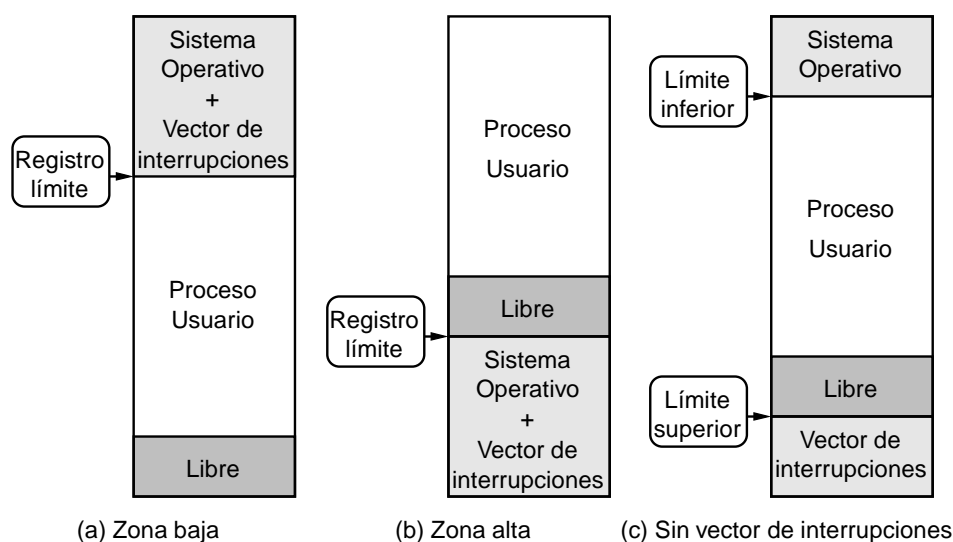 Sistema
Operativo
+
Vector de
interrupciones
Registro
límite
Proceso
Usuario
Libre
(a) Zona baja
Proceso
Usuario
Libre
Registro
límite
Sistema
Operativo
+
Vector de
interrupciones
(b) Zona alta
Sistema
Operativo
Límite
inferior
Proceso
Usuario
Libre
Límite
superior
Vector de
interrupciones
(c) Sin vector de interrupciones